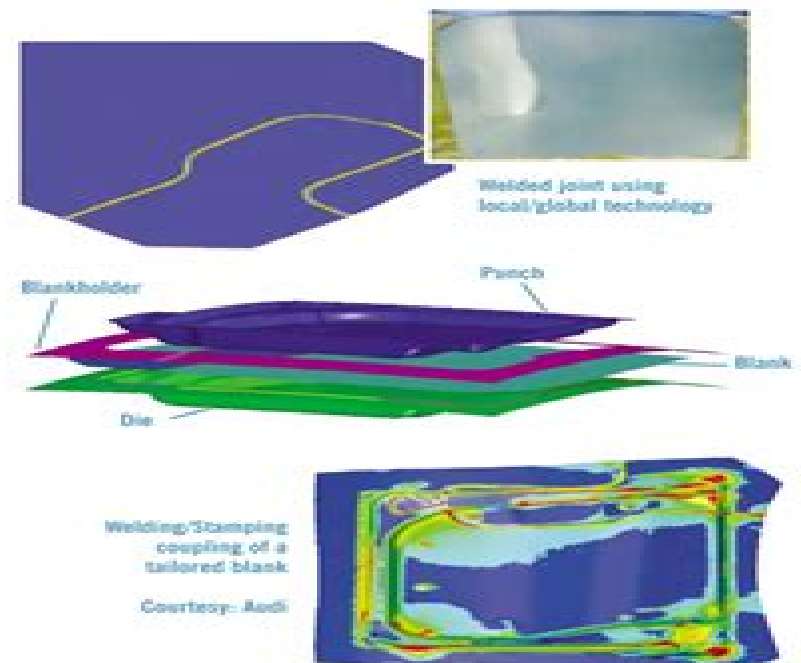 Welded joint using
local/global technology
Punch
Blankholder
Blank
Die
Welding/Stamping
coupling of a
tailored blank
Courtesy: Audi